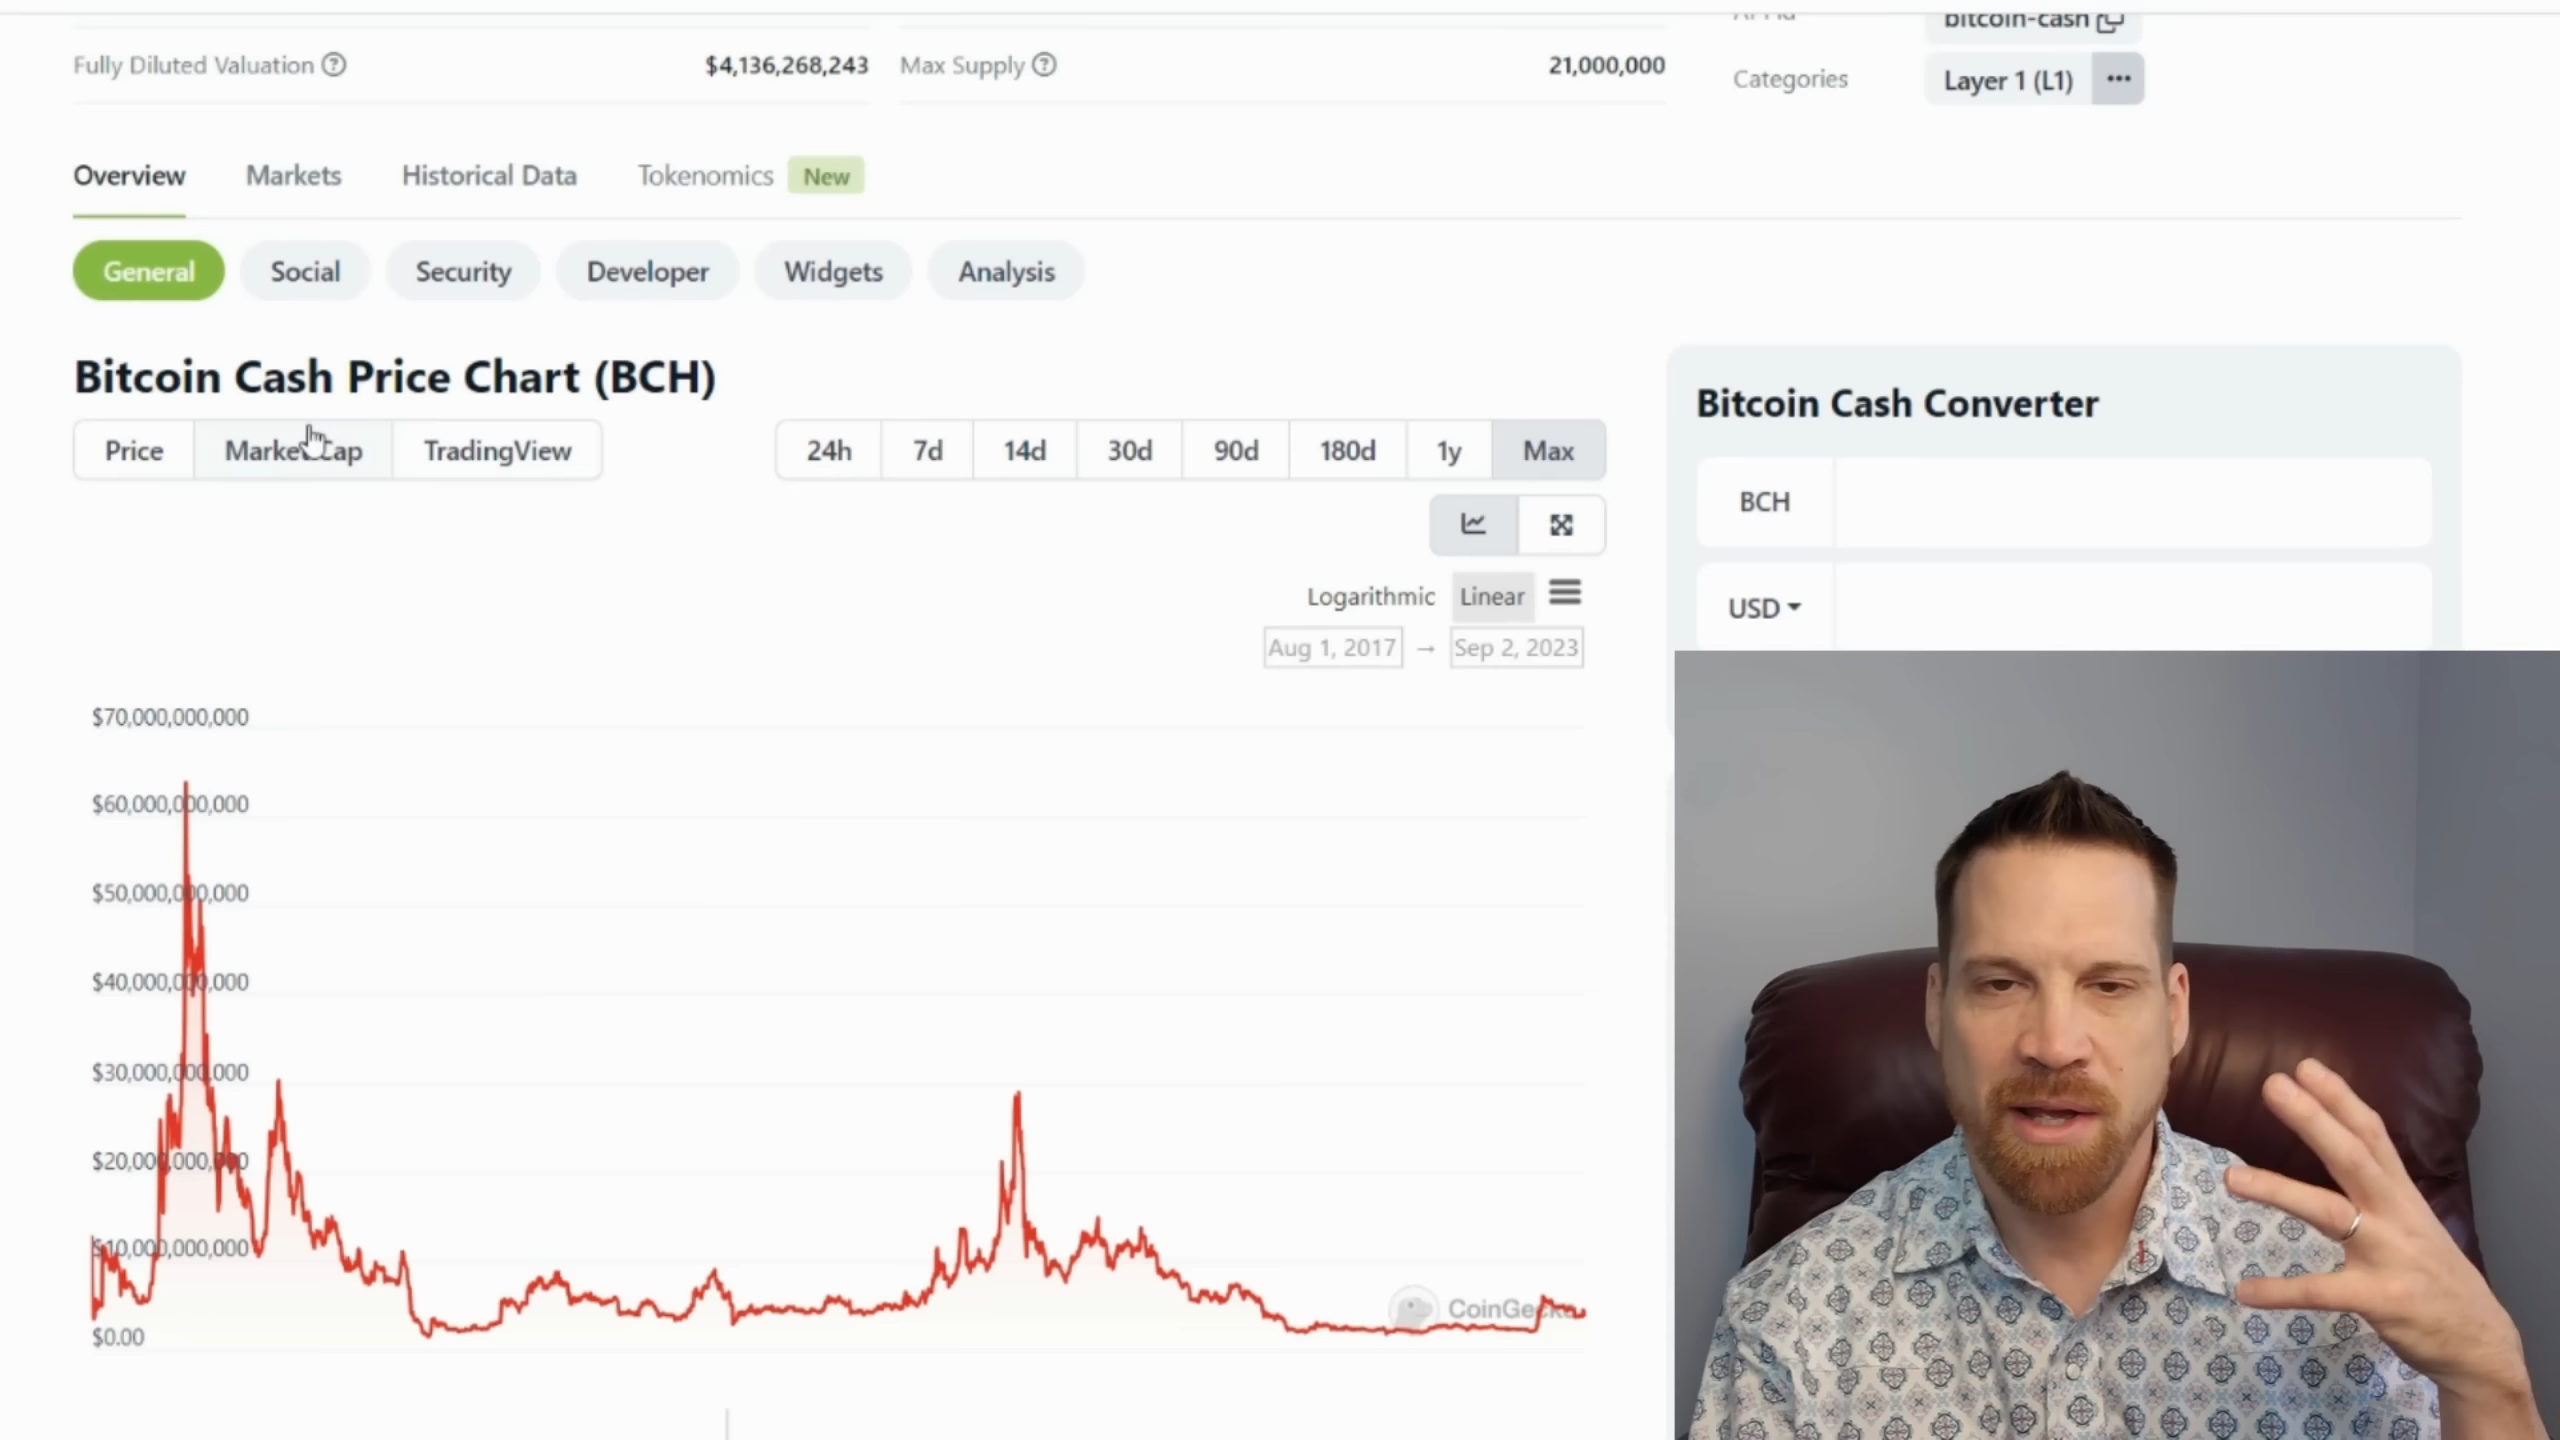 bitcoin-cash
Fully Diluted Valuation
$4,136,268,243
Max Supply
21,000,000
Categories
Layer 1 (L1)
Overview
Markets
Historical Data
Tokenomics
New
General
Social
Security
Developer
Widgets
Analysis
Bitcoin Cash Price Chart (BCH)
Price
Market Cap
TradingView
24h
7d
14d
30d
90d
180d
1y
Max
Logarithmic
Linear
Aug 1, 2017 → Sep 2, 2023
$70,000,000,000
$60,000,000,000
$50,000,000,000
$40,000,000,000
$30,000,000,000
$20,000,000,000
$10,000,000,000
$0.00
CoinGecko
Bitcoin Cash Converter
BCH
USD